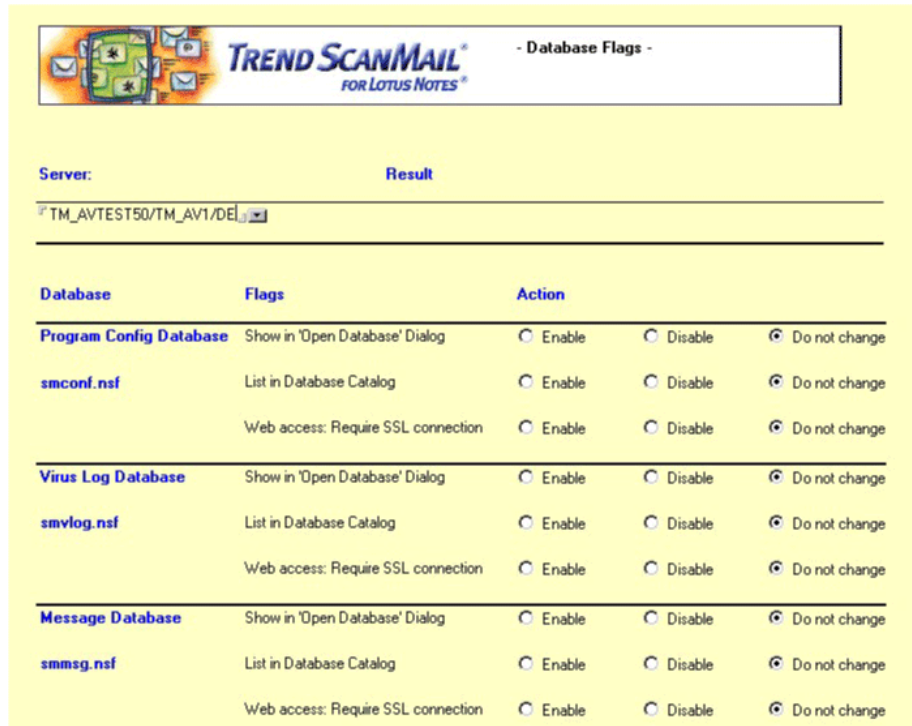 TREND SCANMAIL® - Database Flags -
FOR LOTUS NOTES®
Server: Result
TM_AVTEST50/TM_AV1/DE
Database Flags Action
Program Config Database Show in 'Open Database' Dialog Enable Disable Do not change
smconf.nsf List in Database Catalog Enable Disable Do not change
Web access: Require SSL connection Enable Disable Do not change
Virus Log Database Show in 'Open Database' Dialog Enable Disable Do not change
smvlog.nsf List in Database Catalog Enable Disable Do not change
Web access: Require SSL connection Enable Disable Do not change
Message Database Show in 'Open Database' Dialog Enable Disable Do not change
smmsg.nsf List in Database Catalog Enable Disable Do not change
Web access: Require SSL connection Enable Disable Do not change